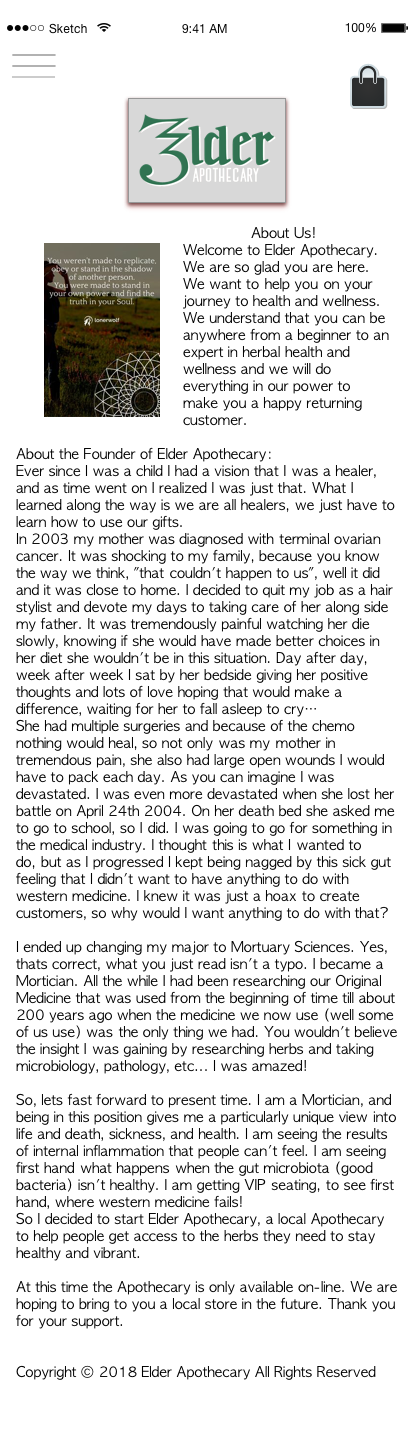 ●●●○○ Sketch
9:41 AM
100%
Elder
APOTHECARY
You weren't made to replicate,
obey or stand in the shadow
of another person.
You were made to stand in
your own power and find the
truth in your Soul.
lonerwolf
About Us!
Welcome to Elder Apothecary.
We are so glad you are here.
We want to help you on your
journey to health and wellness.
We understand that you can be
anywhere from a beginner to an
expert in herbal health and
wellness and we will do
everything in our power to
make you a happy returning
customer.
About the Founder of Elder Apothecary:
Ever since I was a child I had a vision that I was a healer,
and as time went on I realized I was just that. What I
learned along the way is we are all healers, we just have to
learn how to use our gifts.
In 2003 my mother was diagnosed with terminal ovarian
cancer. It was shocking to my family, because you know
the way we think, "that couldn't happen to us", well it did
and it was close to home. I decided to quit my job as a hair
stylist and devote my days to taking care of her along side
my father. It was tremendously painful watching her die
slowly, knowing if she would have made better choices in
her diet she wouldn't be in this situation. Day after day,
week after week I sat by her bedside giving her positive
thoughts and lots of love hoping that would make a
difference, waiting for her to fall asleep to cry…
She had multiple surgeries and because of the chemo
nothing would heal, so not only was my mother in
tremendous pain, she also had large open wounds I would
have to pack each day. As you can imagine I was
devastated. I was even more devastated when she lost her
battle on April 24th 2004. On her death bed she asked me
to go to school, so I did. I was going to go for something in
the medical industry. I thought this is what I wanted to
do, but as I progressed I kept being nagged by this sick gut
feeling that I didn't want to have anything to do with
western medicine. I knew it was just a hoax to create
customers, so why would I want anything to do with that?
I ended up changing my major to Mortuary Sciences. Yes,
thats correct, what you just read isn't a typo. I became a
Mortician. All the while I had been researching our Original
Medicine that was used from the beginning of time till about
200 years ago when the medicine we now use (well some
of us use) was the only thing we had. You wouldn't believe
the insight I was gaining by researching herbs and taking
microbiology, pathology, etc... I was amazed!
So, lets fast forward to present time. I am a Mortician, and
being in this position gives me a particularly unique view into
life and death, sickness, and health. I am seeing the results
of internal inflammation that people can't feel. I am seeing
first hand what happens when the gut microbiota (good
bacteria) isn't healthy. I am getting VIP seating, to see first
hand, where western medicine fails!
So I decided to start Elder Apothecary, a local Apothecary
to help people get access to the herbs they need to stay
healthy and vibrant.
At this time the Apothecary is only available on-line. We are
hoping to bring to you a local store in the future. Thank you
for your support.
Copyright © 2018 Elder Apothecary All Rights Reserved